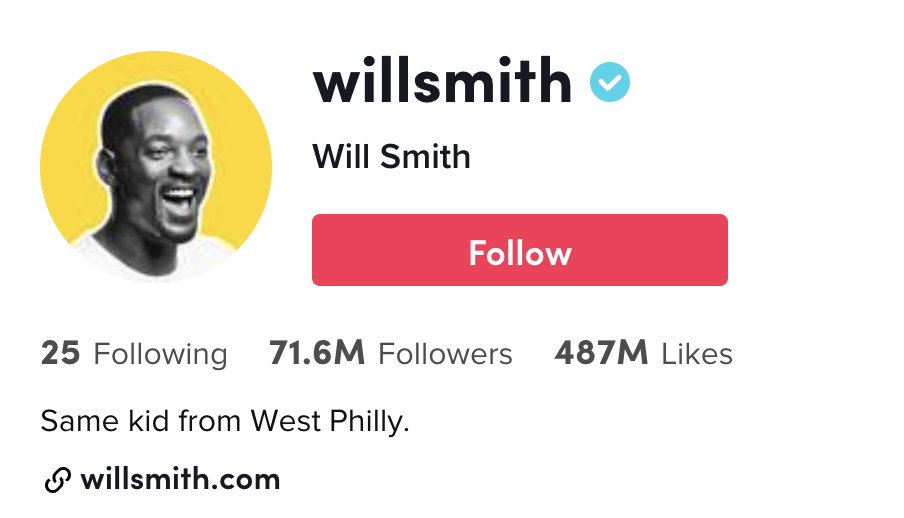 willsmith
Will Smith
Follow
25 Following 71.6M Followers 487M Likes
Same kid from West Philly.
willsmith.com